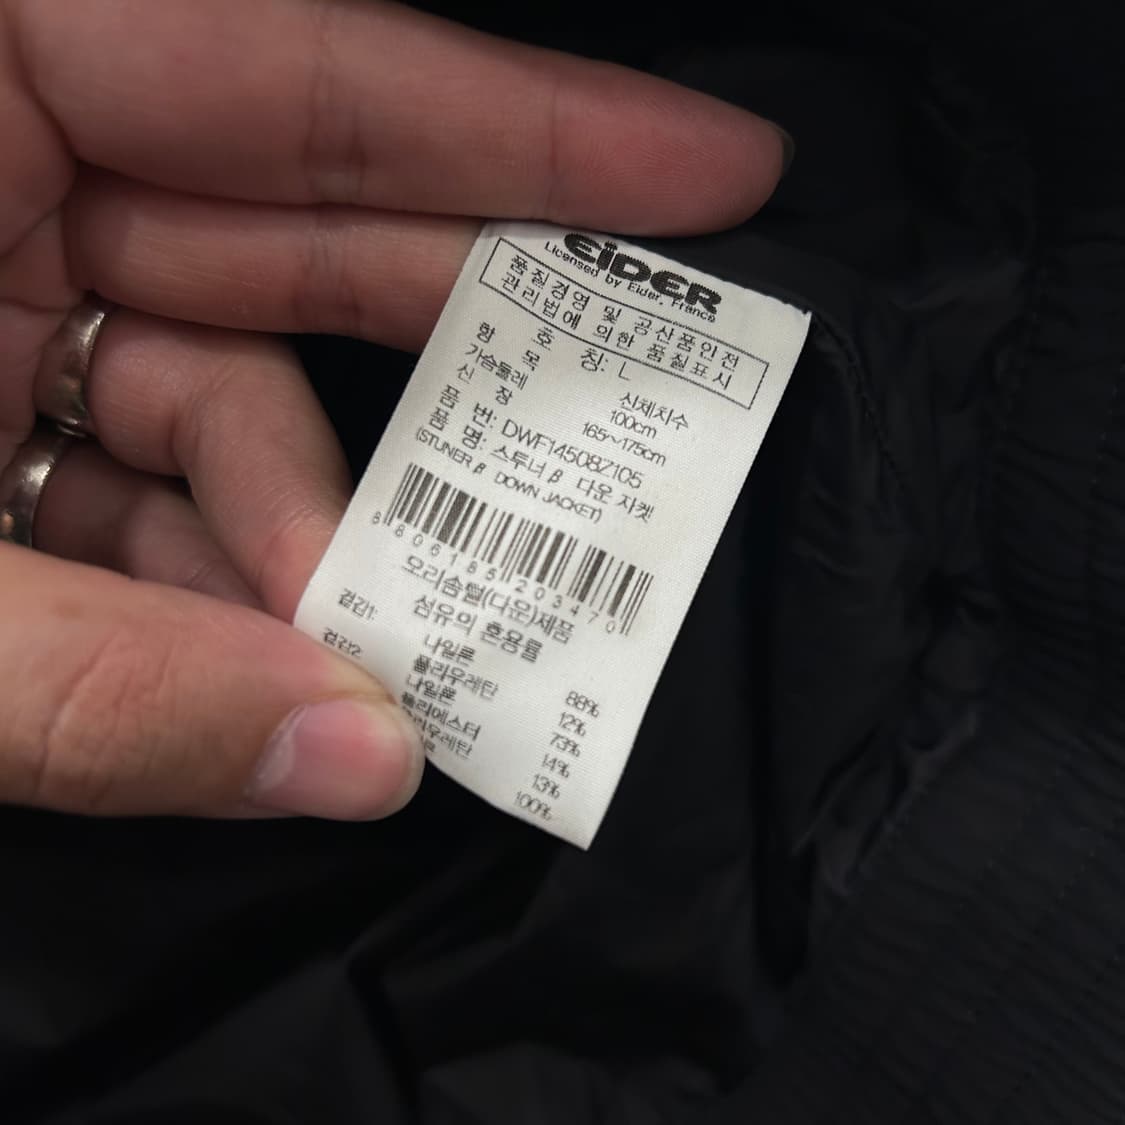 EiDER
Licensed by Eider, France
품질경영 및 공산품안전
관리법에 의한 품질표시
호 칭: L
항 목 신체치수
가슴둘레 100cm
신 장 165~175cm
품 번: DWF14508Z105
품 명: 스투너 β 다운 자켓
(STUNER β DOWN JACKET)
8806185203470
오리솜털(다운)제품
섬유의 혼용률
겉감1: 나일론 88%
폴리우레탄 12%
겉감2: 나일론 73%
폴리에스터 14%
폴리우레탄 13%
100%